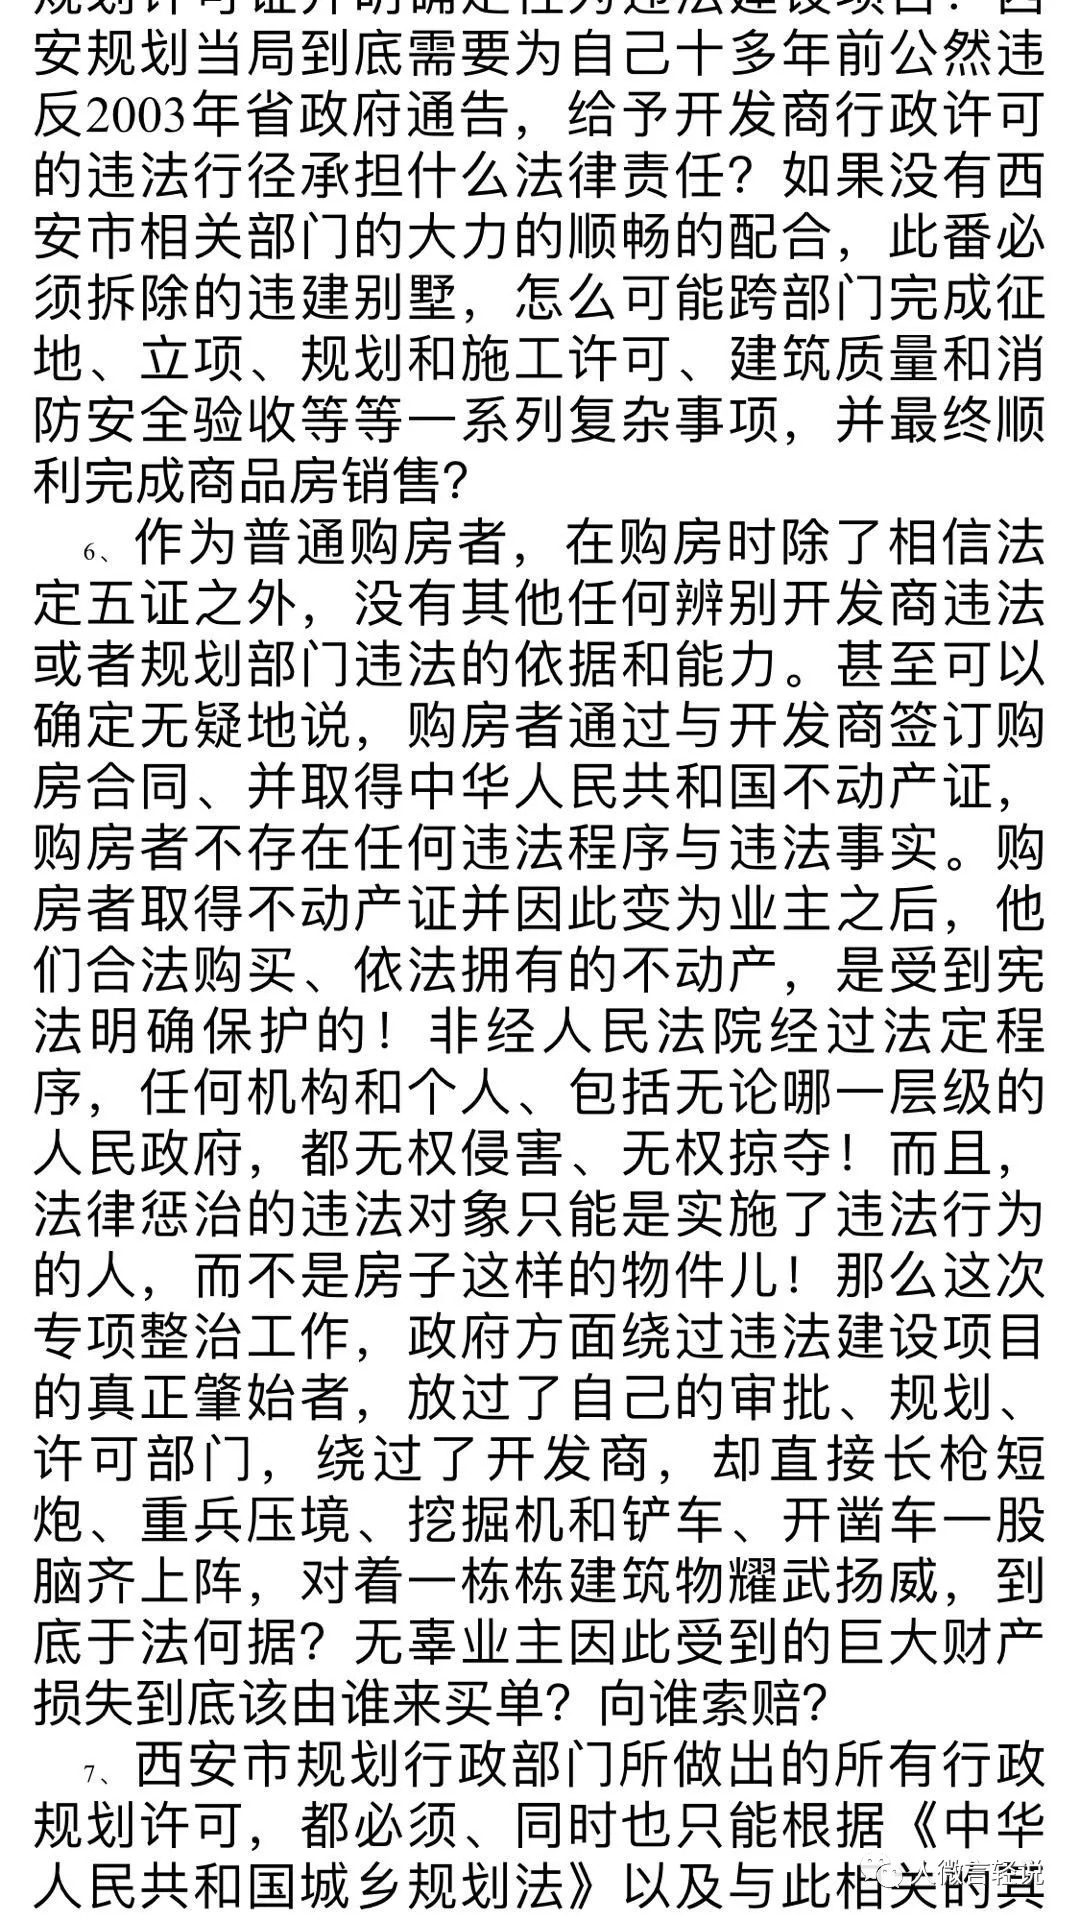 规划许可证并明确定性为违法建设项目？西
安规划当局到底需要为自己十多年前公然违
反2003年省政府通告，给予开发商行政许可
的违法行径承担什么法律责任？如果没有西
安市相关部门的大力的顺畅的配合，此番必
须拆除的违建别墅，怎么可能跨部门完成征
地、立项、规划和施工许可、建筑质量和消
防安全验收等等一系列复杂事项，并最终顺
利完成商品房销售？
6、作为普通购房者，在购房时除了相信法
定五证之外，没有其他任何辨别开发商违法
或者规划部门违法的依据和能力。甚至可以
确定无疑地说，购房者通过与开发商签订购
房合同、并取得中华人民共和国不动产证，
购房者不存在任何违法程序与违法事实。购
房者取得不动产证并因此变为业主之后，他
们合法购买、依法拥有的不动产，是受到宪
法明确保护的！非经人民法院经过法定程
序，任何机构和个人、包括无论哪一层级的
人民政府，都无权侵害、无权掠夺！而且，
法律惩治的违法对象只能是实施了违法行为
的人，而不是房子这样的物件儿！那么这次
专项整治工作，政府方面绕过违法建设项目
的真正肇始者，放过了自己的审批、规划、
许可部门，绕过了开发商，却直接长枪短
炮、重兵压境、挖掘机和铲车、开凿车一股
脑齐上阵，对着一栋栋建筑物耀武扬威，到
底于法何据？无辜业主因此受到的巨大财产
损失到底该由谁来买单？向谁索赔？
7、西安市规划行政部门所做出的所有行政
规划许可，都必须、同时也只能根据《中华
人民共和国城乡规划法》以及与此相关的其
人微言轻说